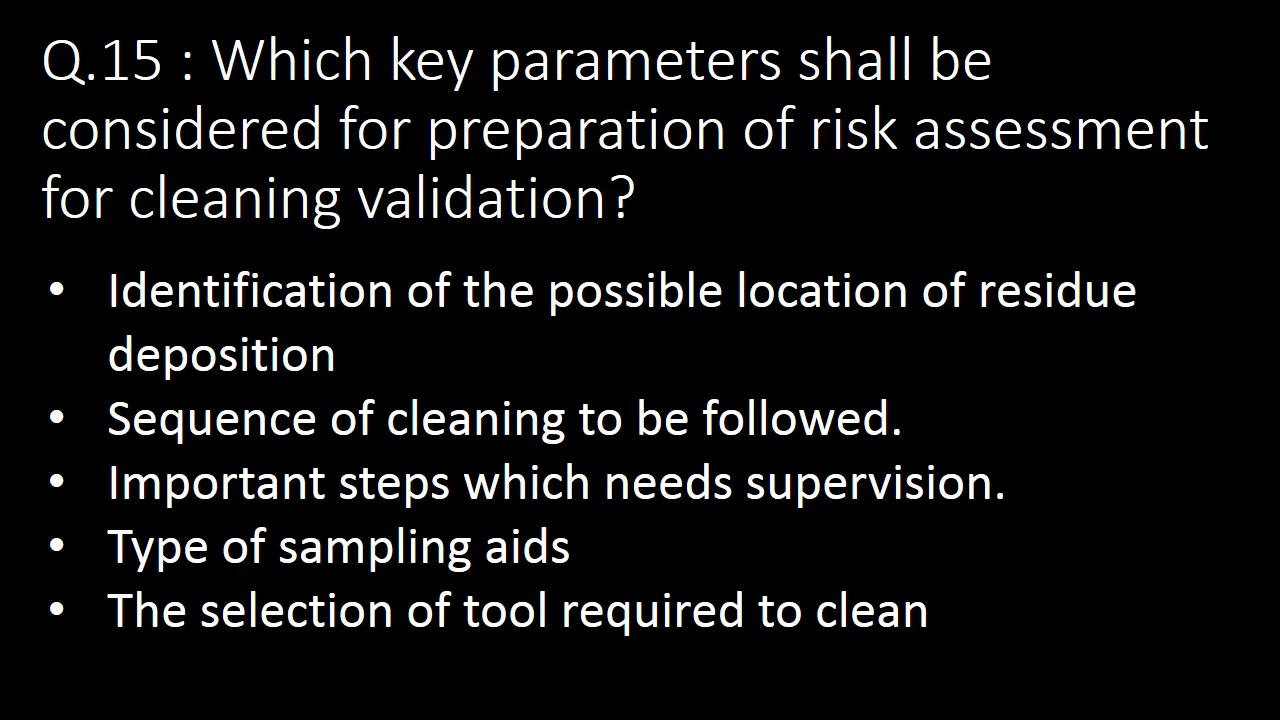 Q.15 : Which key parameters shall be
considered for preparation of risk assessment
for cleaning validation?
• Identification of the possible location of residue
deposition
• Sequence of cleaning to be followed.
• Important steps which needs supervision.
• Type of sampling aids
• The selection of tool required to clean